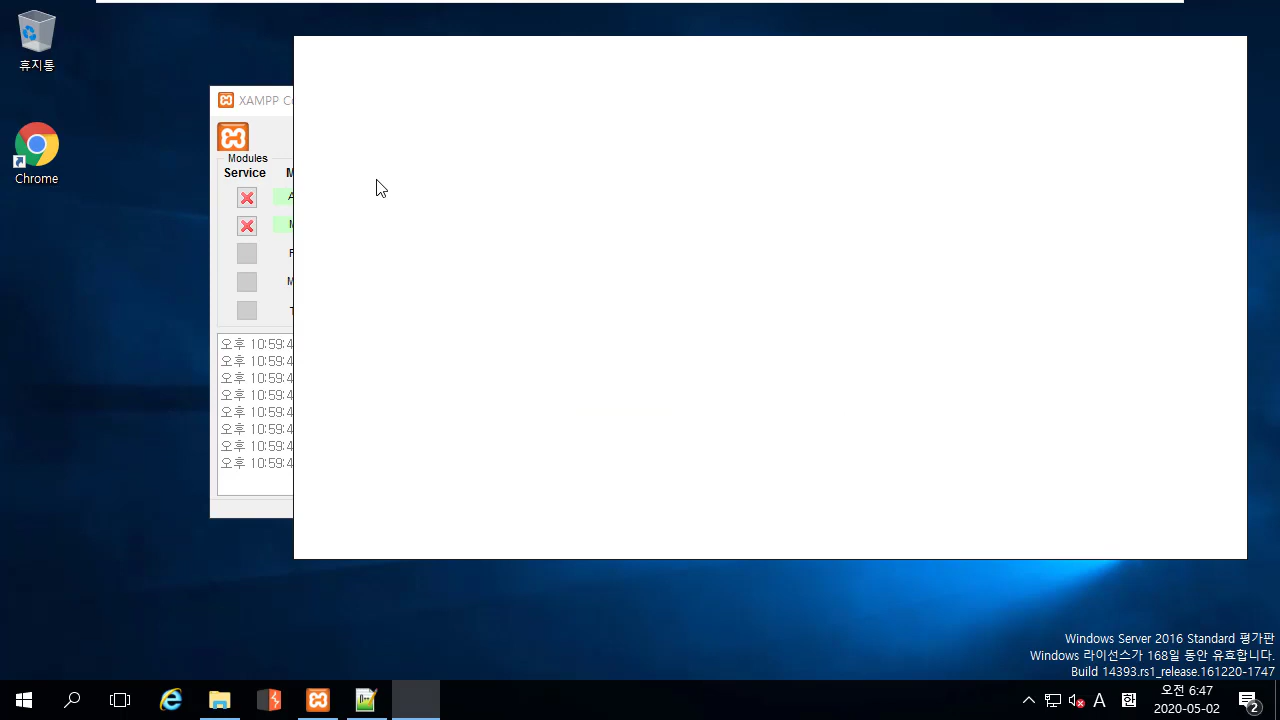 휴지통
Chrome
XAMPP Co
Modules
Service
오후 10:59:4
오후 10:59:4
오후 10:59:4
오후 10:59:4
오후 10:59:4
오후 10:59:4
오후 10:59:4
오후 10:59:4
Windows Server 2016 Standard 평가판
Windows 라이선스가 168일 동안 유효합니다.
Build 14393.rs1_release.161220-1747
A 한
오전 6:47
2020-05-02
2